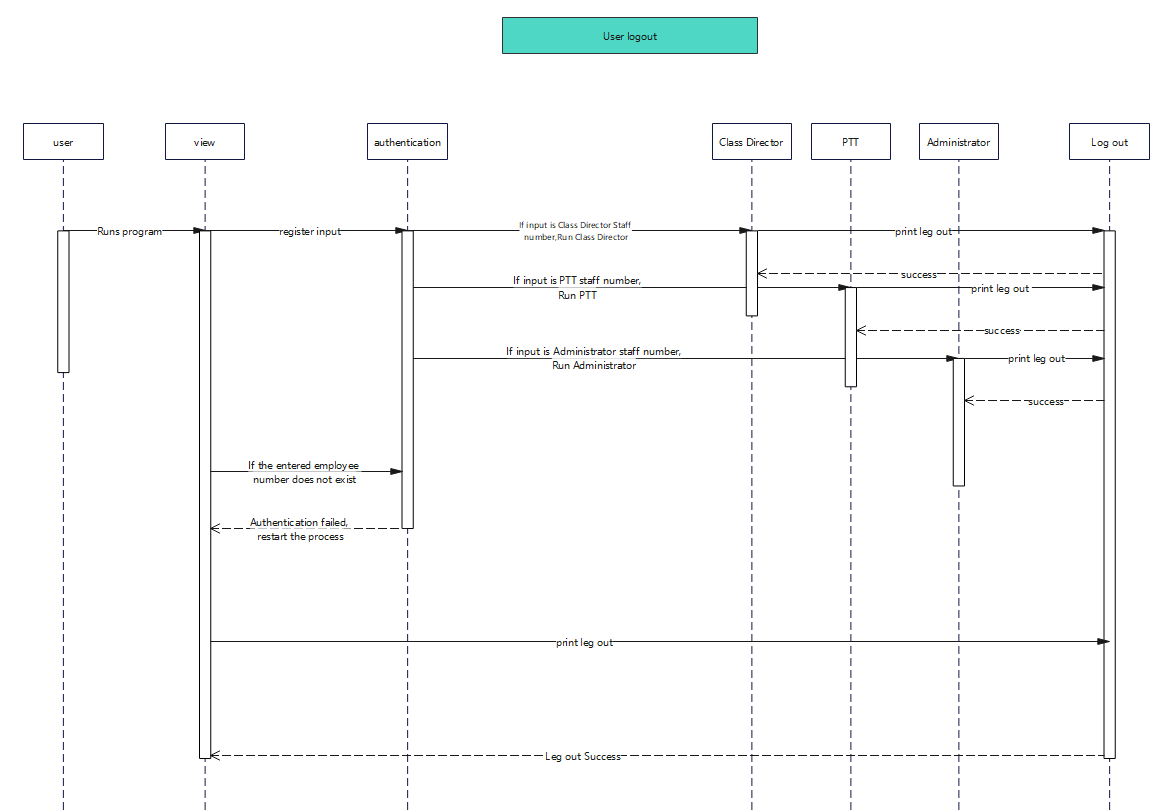 User logout
user
view
authentication
Class Director
PTT
Administrator
Log out
Runs program
register input
If input is Class Director Staff
number,Run Class Director
print leg out
success
If input is PTT staff number,
Run PTT
print leg out
success
If input is Administrator staff number,
Run Administrator
print leg out
success
If the entered employee
number does not exist
Authentication failed,
restart the process
print leg out
Leg out Success